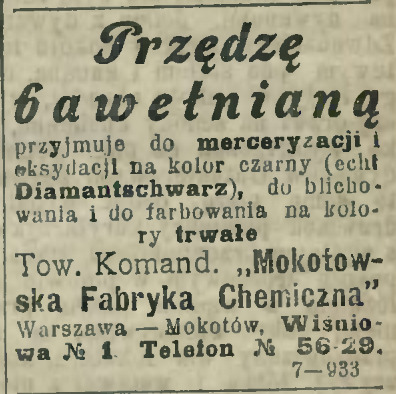 Przędzę
bawełnianą
przyjmuje do merceryzacji i
oksydacji na kolor czarny (echt
Diamantschwarz), do blicho-
wania i do farbowania na kolo-
ry trwałe
Tow. Komand. „Mokotow-
ska Fabryka Chemiczna”
Warszawa — Mokotów, Wiśnio-
wa № 1. Telefon № 56-29.
7—933